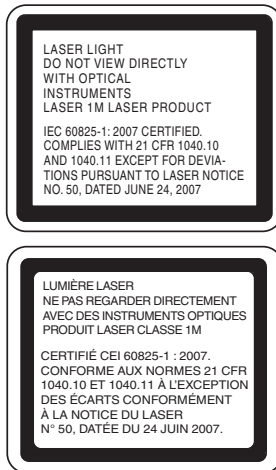 LASER LIGHT
DO NOT VIEW DIRECTLY
WITH OPTICAL
INSTRUMENTS
LASER 1M LASER PRODUCT
IEC 60825-1: 2007 CERTIFIED.
COMPLIES WITH 21 CFR 1040.10
AND 1040.11 EXCEPT FOR DEVIA-
TIONS PURSUANT TO LASER NOTICE
NO. 50, DATED JUNE 24, 2007
LUMIÈRE LASER
NE PAS REGARDER DIRECTEMENT
AVEC DES INSTRUMENTS OPTIQUES
PRODUIT LASER CLASSE 1M
CERTIFIÉ CEI 60825-1 : 2007.
CONFORME AUX NORMES 21 CFR
1040.10 ET 1040.11 À L'EXCEPTION
DES ÉCARTS CONFORMÉMENT
À LA NOTICE DU LASER
N° 50, DATÉE DU 24 JUIN 2007.